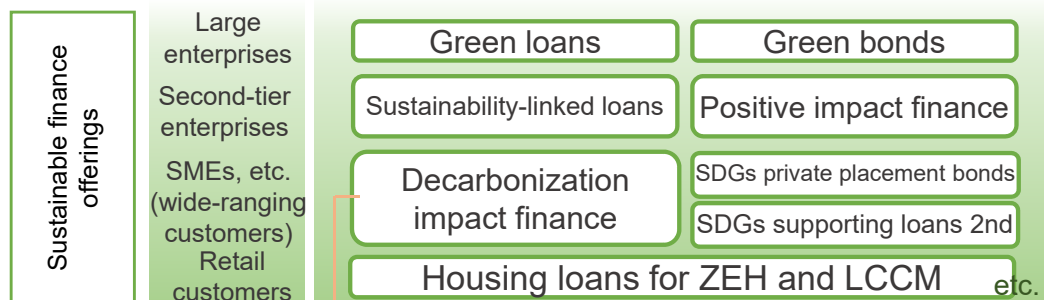 Sustainable finance
offerings
Large
enterprises
Green loans
Green bonds
Second-tier
enterprises
Sustainability-linked loans
Positive impact finance
SMEs, etc.
(wide-ranging
customers)
Decarbonization
impact finance
SDGs private placement bonds
SDGs supporting loans 2nd
Retail
customers
Housing loans for ZEH and LCCM
etc.